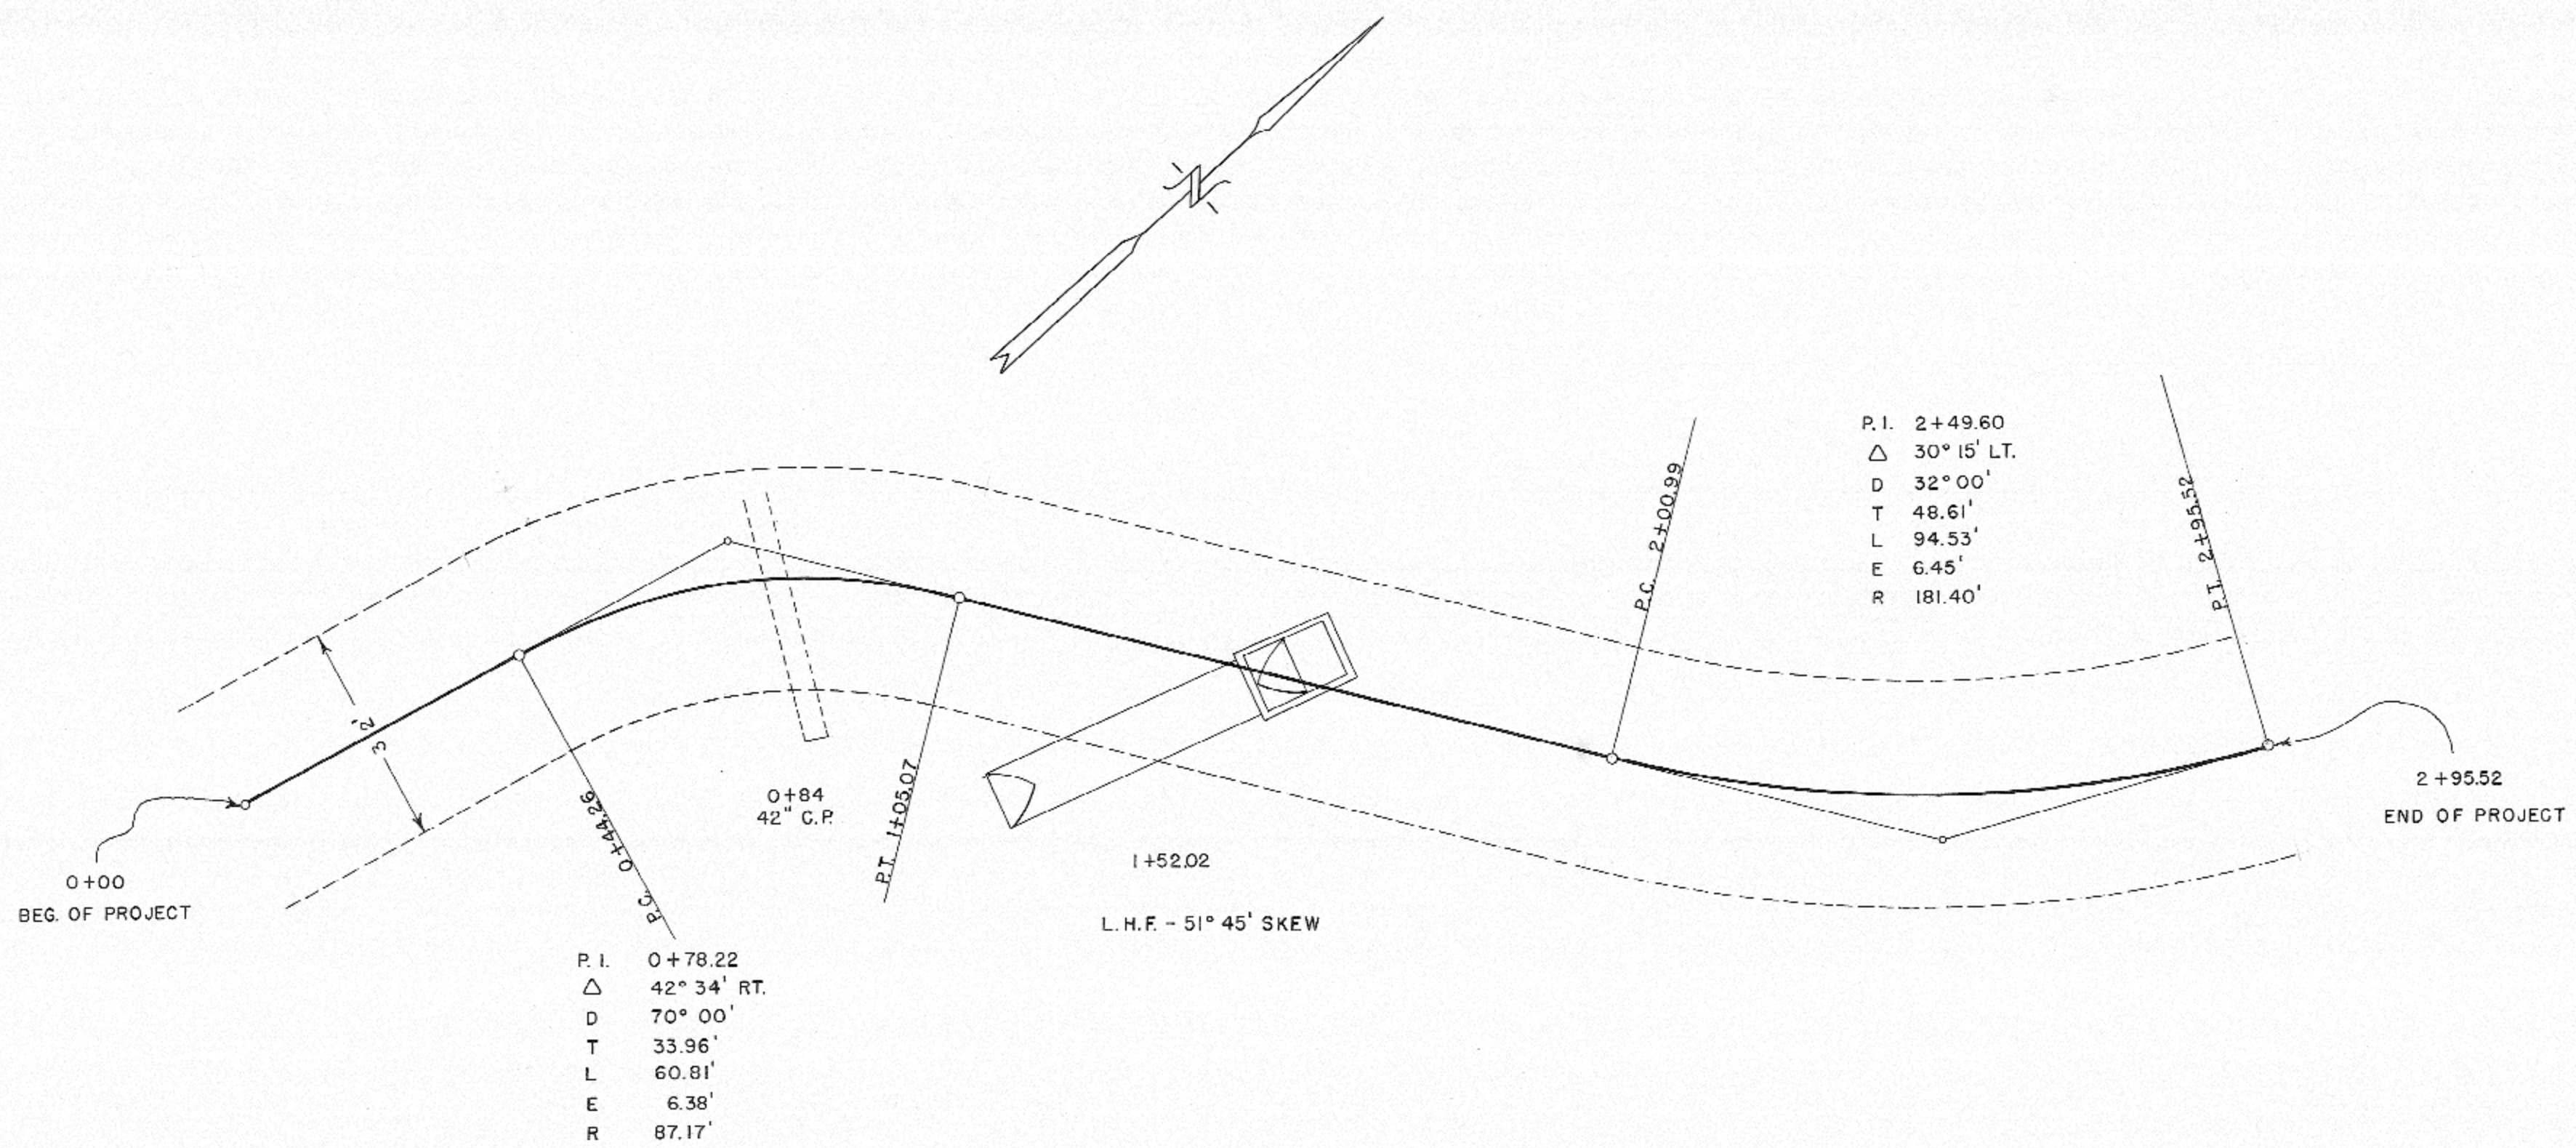 N
P.I. 2+49.60
△ 30° 15' LT.
D 32° 00'
T 48.61'
L 94.53'
E 6.45'
R 181.40'
P.C. 2+00.99
P.T. 2+95.52
32'
0+00
BEG. OF PROJECT
P.C. 0+44.26
0+84
42" C.P.
P.T. 1+05.07
1+52.02
L.H.F. - 51° 45' SKEW
2+95.52
END OF PROJECT
P.I. 0+78.22
△ 42° 34' RT.
D 70° 00'
T 33.96'
L 60.81'
E 6.38'
R 87.17'